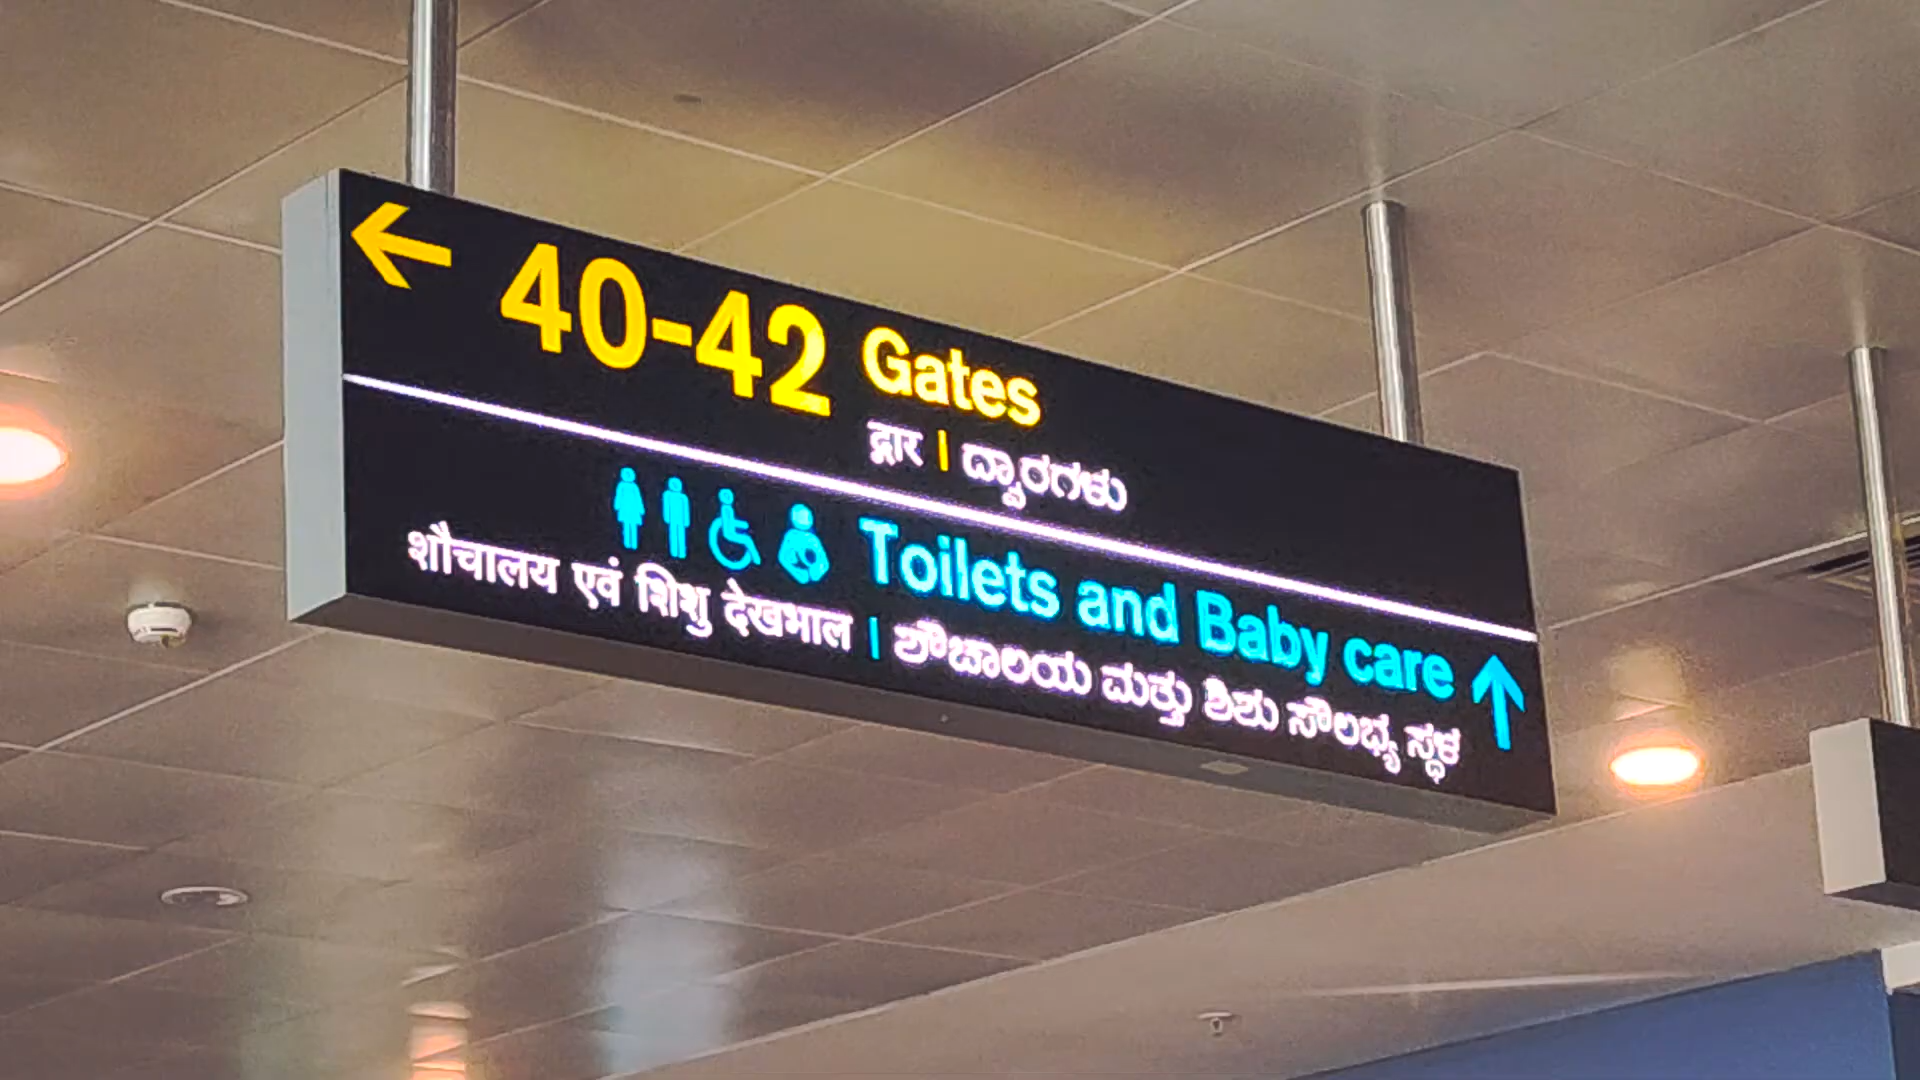 ← 40-42 Gates
द्वार | ದ್ವಾರಗಳು
Toilets and Baby care ↑
शौचालय एवं शिशु देखभाल | ಶೌಚಾಲಯ ಮತ್ತು ಶಿಶು ಸೌಲಭ್ಯ ಸ್ಥಳ